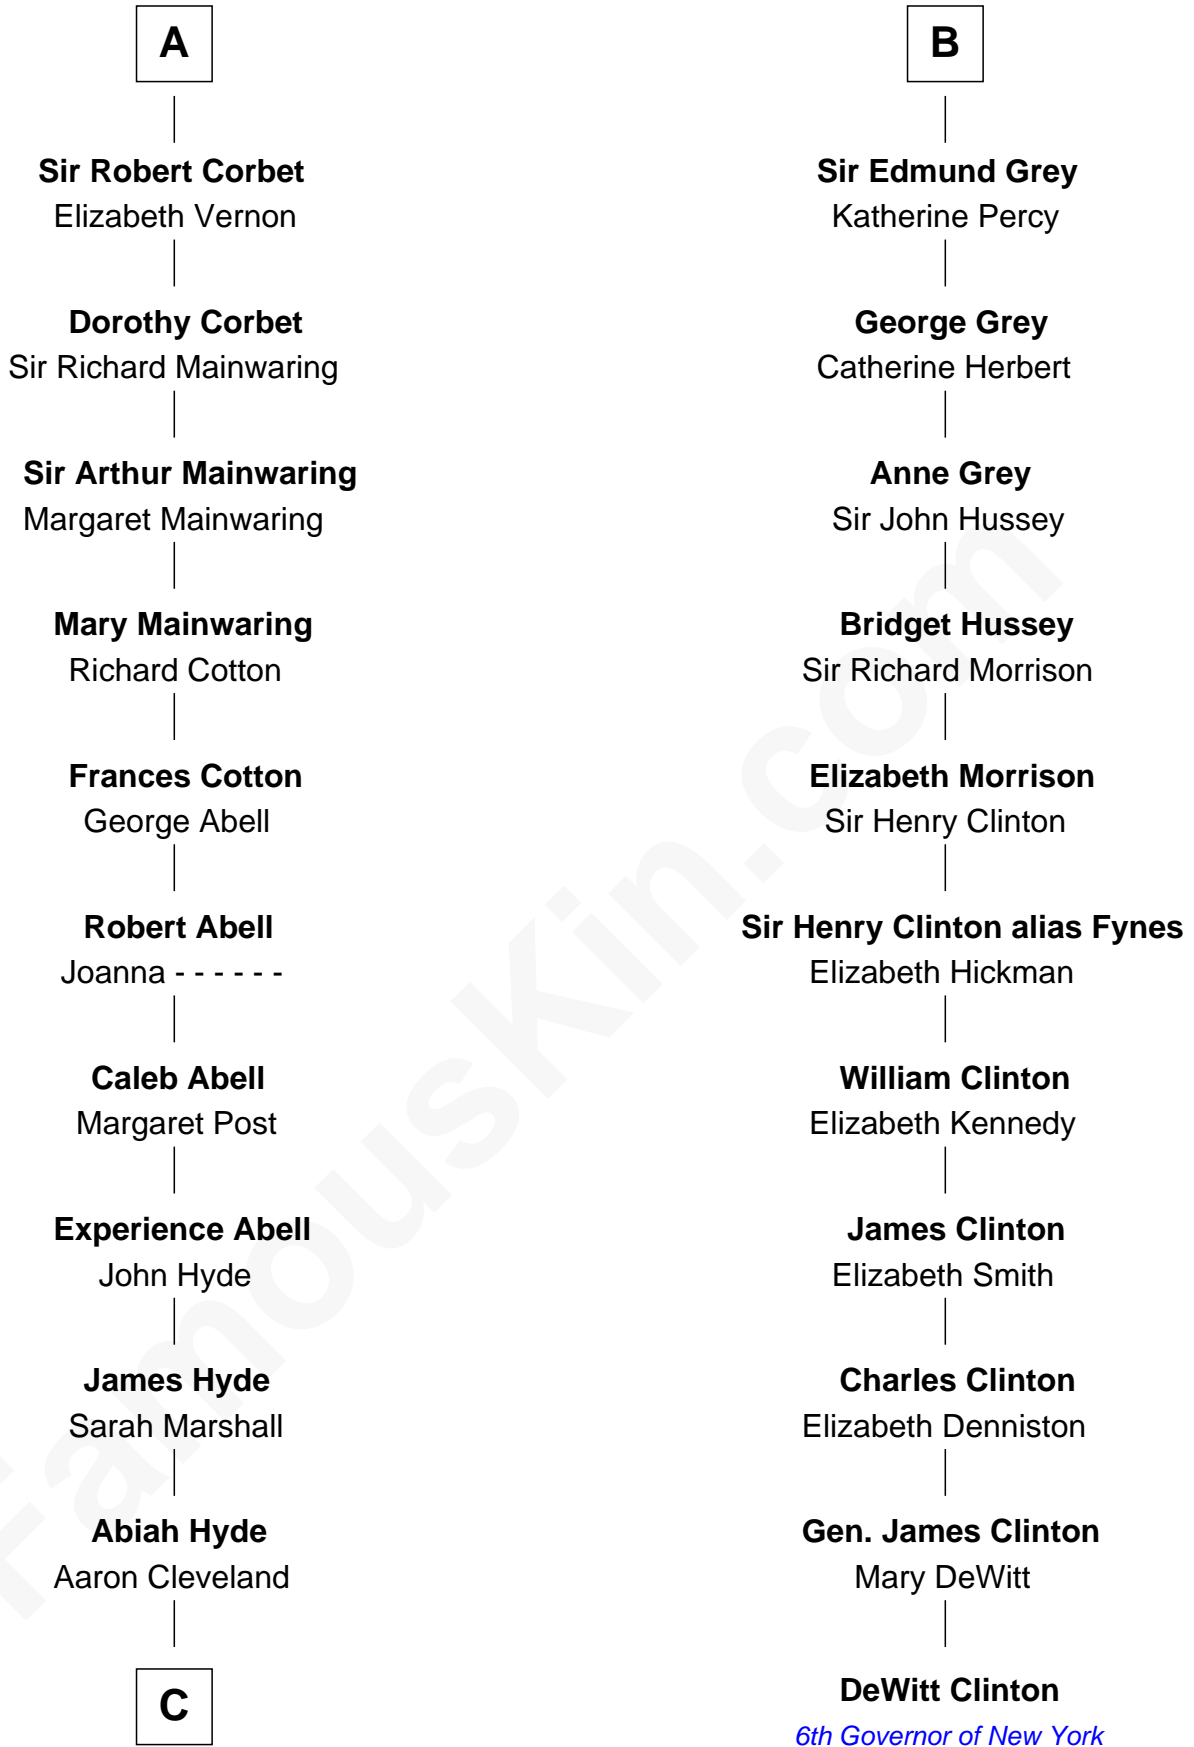 A
Sir Robert Corbet
Elizabeth Vernon
Dorothy Corbet
Sir Richard Mainwaring
Sir Arthur Mainwaring
Margaret Mainwaring
Mary Mainwaring
Richard Cotton
Frances Cotton
George Abell
Robert Abell
Joanna - - - - - -
Caleb Abell
Margaret Post
Experience Abell
John Hyde
James Hyde
Sarah Marshall
Abiah Hyde
Aaron Cleveland
C
B
Sir Edmund Grey
Katherine Percy
George Grey
Catherine Herbert
Anne Grey
Sir John Hussey
Bridget Hussey
Sir Richard Morrison
Elizabeth Morrison
Sir Henry Clinton
Sir Henry Clinton alias Fynes
Elizabeth Hickman
William Clinton
Elizabeth Kennedy
James Clinton
Elizabeth Smith
Charles Clinton
Elizabeth Denniston
Gen. James Clinton
Mary DeWitt
DeWitt Clinton
6th Governor of New York
FamousKin.com